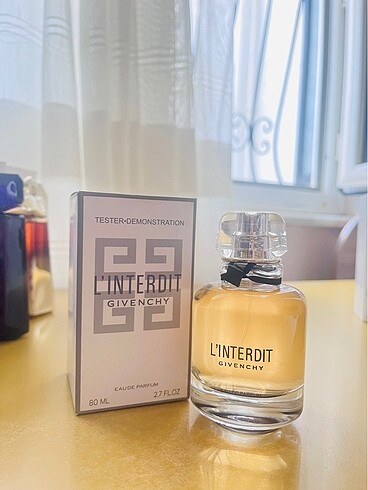 TESTER•DEMONSTRATION
L'INTERDIT
GIVENCHY
EAU DE PARFUM
80 ML
2.7 FL.OZ
L'INTERDIT
GIVENCHY